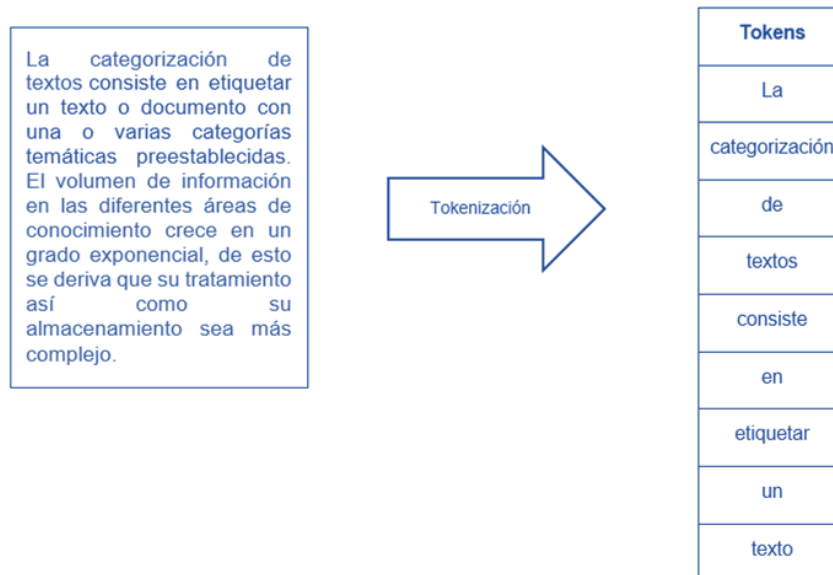 La categorización de
textos consiste en etiquetar
un texto o documento con
una o varias categorías
temáticas preestablecidas.
El volumen de información
en las diferentes áreas de
conocimiento crece en un
grado exponencial, de esto
se deriva que su tratamiento
así como su
almacenamiento sea más
complejo.
Tokenización
Tokens
La
categorización
de
textos
consiste
en
etiquetar
un
texto